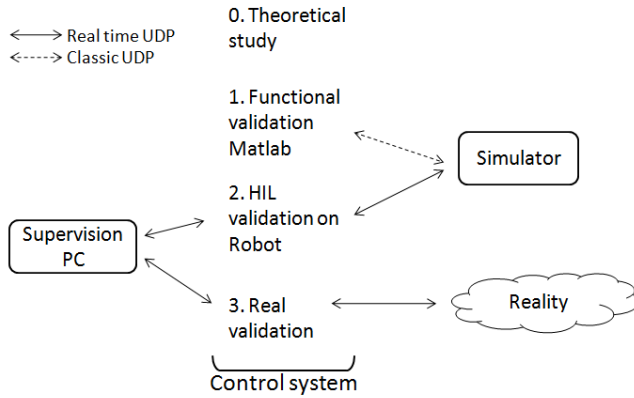 Real time UDP
Classic UDP
0. Theoretical
study
1. Functional
validation
Matlab
Simulator
2. HIL
validation on
Robot
Supervision
PC
3. Real
validation
Reality
Control system